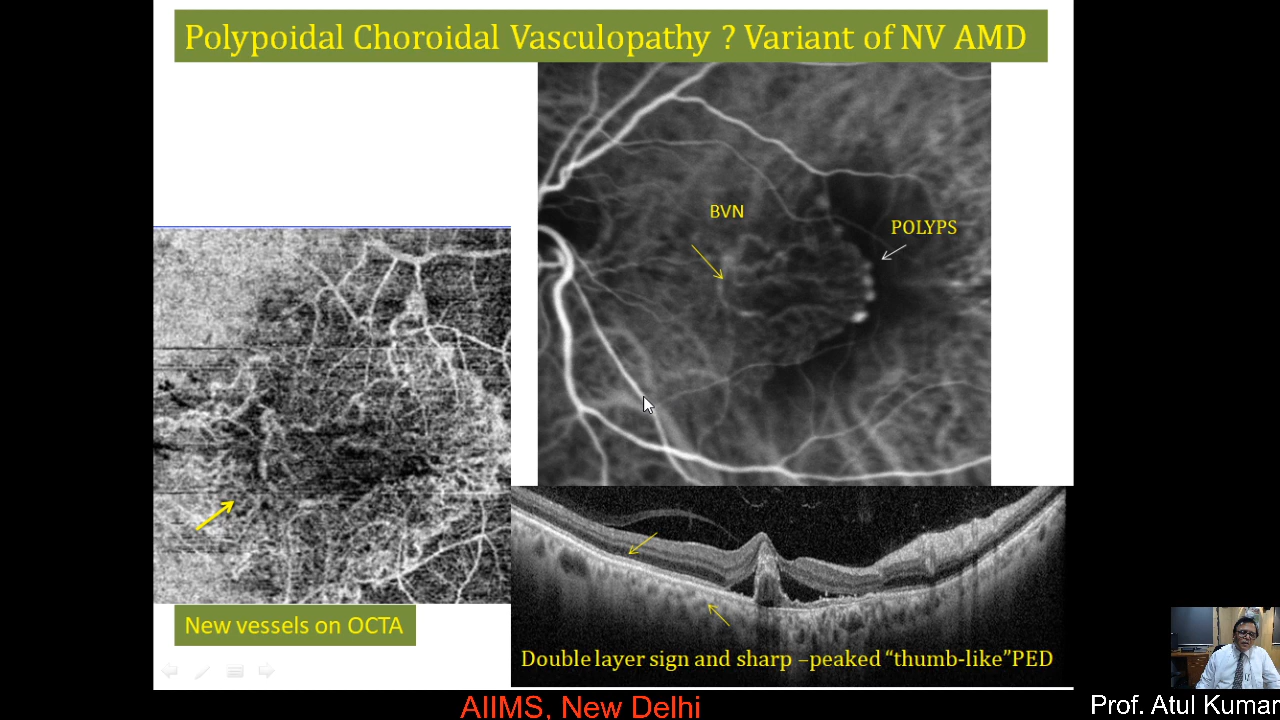 Polypoidal Choroidal Vasculopathy ? Variant of NV AMD
BVN
POLYPS
New vessels on OCTA
Double layer sign and sharp –peaked “thumb-like”PED
AIIMS, New Delhi
Prof. Atul Kumar